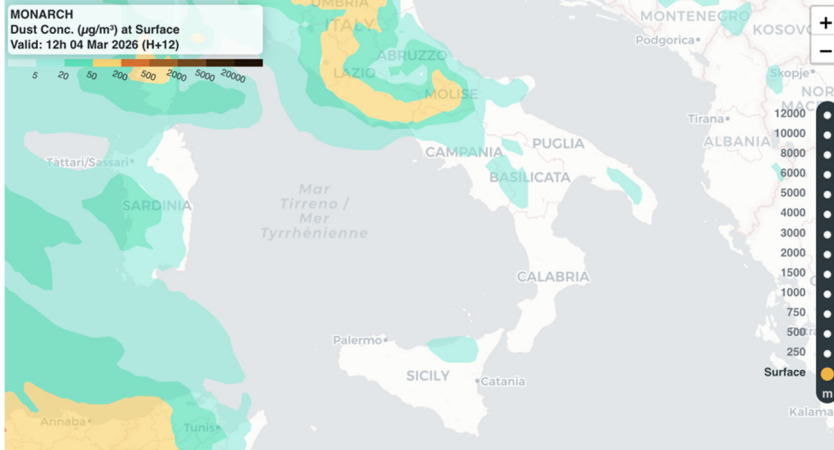 MONARCH
Dust Conc. (µg/m³) at Surface
Valid: 12h 04 Mar 2026 (H+12)
5 20 50 200 500 2000 5000 20000
UMBRIA
ITALY
ABRUZZO
LAZIO
MOLISE
CAMPANIA
PUGLIA
BASILICATA
CALABRIA
MONTENEGRO
KOSOVO
Podgorica
Skopje
NOR
MACE
Tirana
ALBANIA
Tàttari/Sassari
SARDINIA
Mar
Tirreno /
Mer
Tyrrhénienne
Palermo
SICILY
Catania
Annaba
Tunis
Kalama
+
−
12000
10000
8000
6000
5000
4000
3000
2000
1500
1000
750
500
250
Surface
m